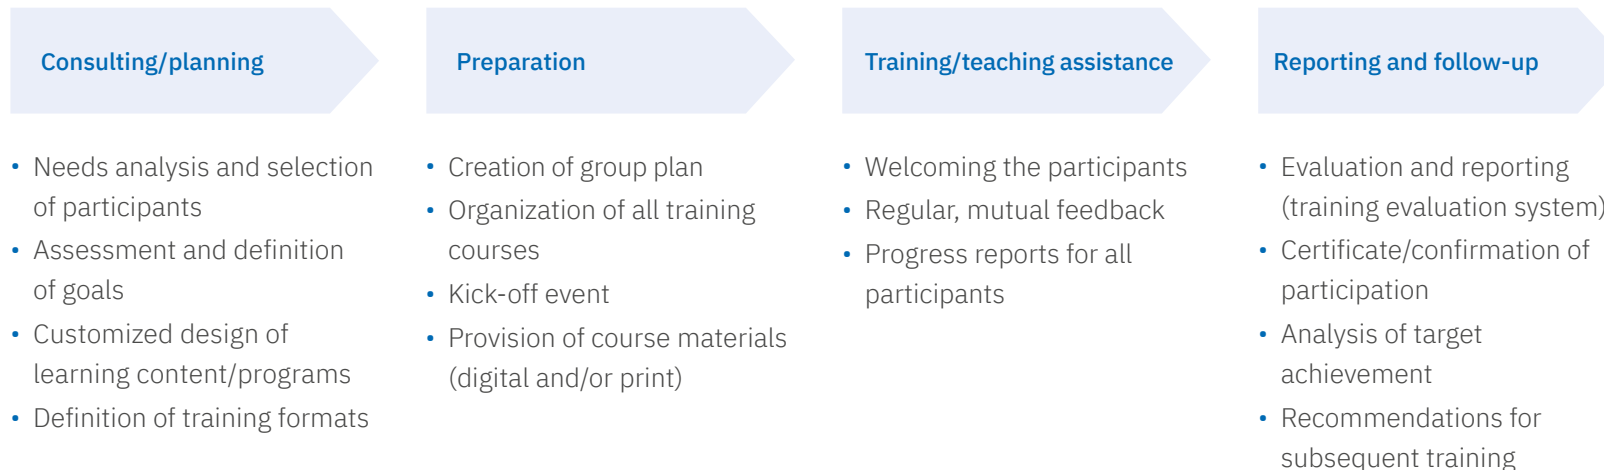 Consulting/planning
• Needs analysis and selection
of participants
• Assessment and definition
of goals
• Customized design of
learning content/programs
• Definition of training formats
Preparation
• Creation of group plan
• Organization of all training
courses
• Kick-off event
• Provision of course materials
(digital and/or print)
Training/teaching assistance
• Welcoming the participants
• Regular, mutual feedback
• Progress reports for all
participants
Reporting and follow-up
• Evaluation and reporting
(training evaluation system)
• Certificate/confirmation of
participation
• Analysis of target
achievement
• Recommendations for
subsequent training